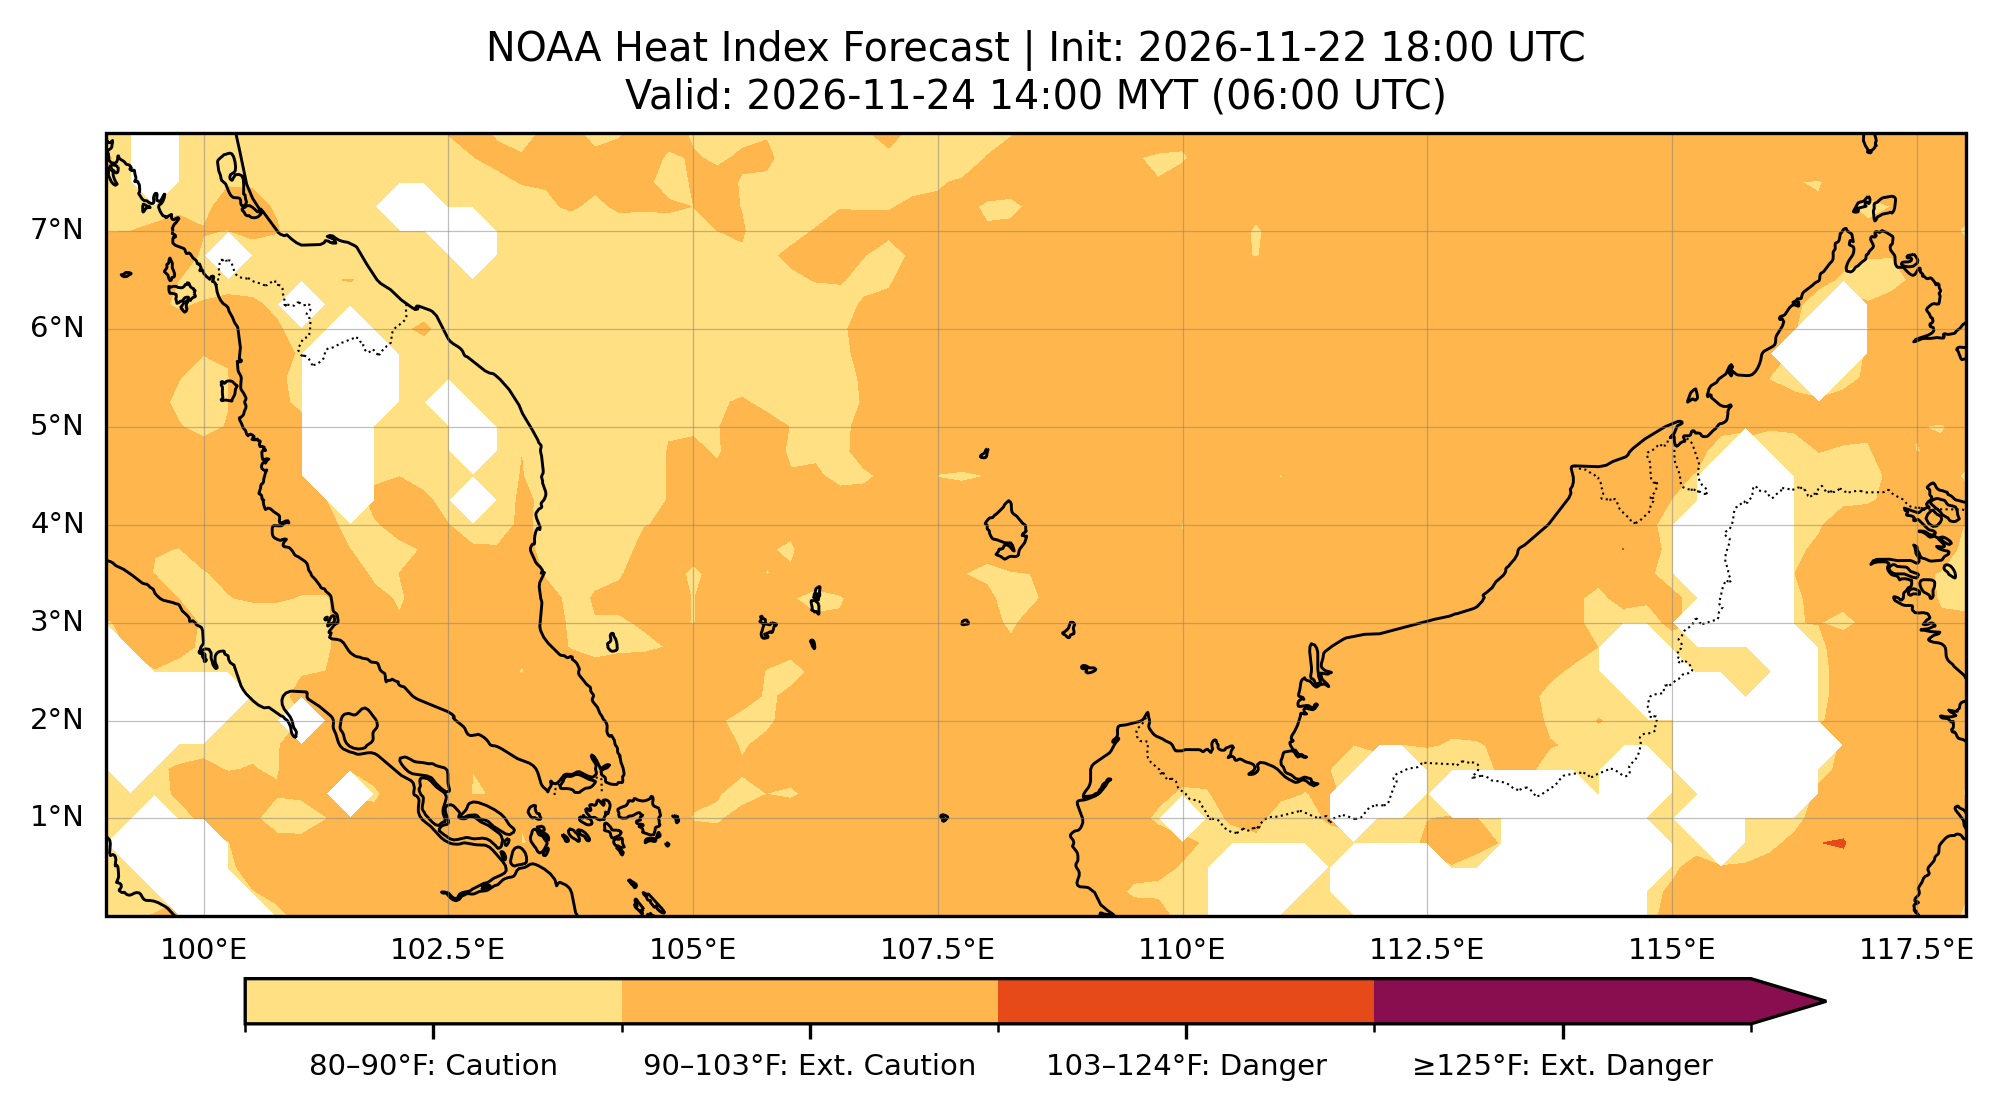 NOAA Heat Index Forecast | Init: 2026-11-22 18:00 UTC
Valid: 2026-11-24 14:00 MYT (06:00 UTC)
7°N
6°N
5°N
4°N
3°N
2°N
1°N
100°E 102.5°E 105°E 107.5°E 110°E 112.5°E 115°E 117.5°E
80–90°F: Caution 90–103°F: Ext. Caution 103–124°F: Danger ≥125°F: Ext. Danger